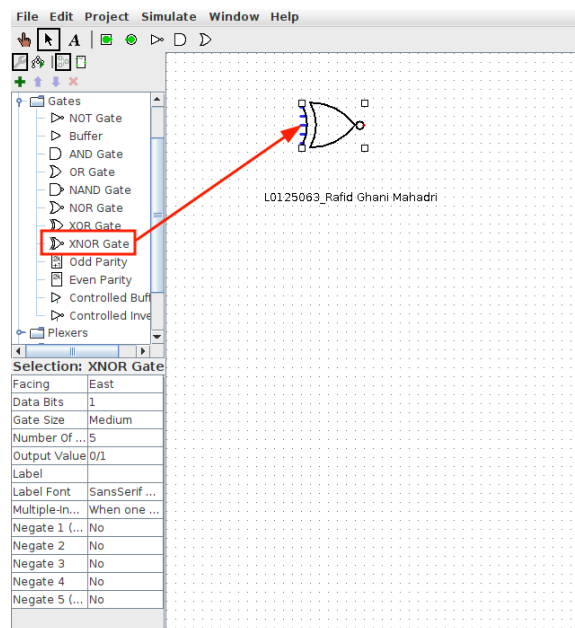 File Edit Project Simulate Window Help
A
Gates
NOT Gate
Buffer
AND Gate
OR Gate
NAND Gate
NOR Gate
XOR Gate
XNOR Gate
Odd Parity
Even Parity
Controlled Buff
Controlled Inve
Plexers
L0125063_Rafid Ghani Mahadri
Selection: XNOR Gate
Facing East
Data Bits 1
Gate Size Medium
Number Of ... 5
Output Value 0/1
Label
Label Font SansSerif ...
Multiple-In... When one ...
Negate 1 (... No
Negate 2 No
Negate 3 No
Negate 4 No
Negate 5 (... No